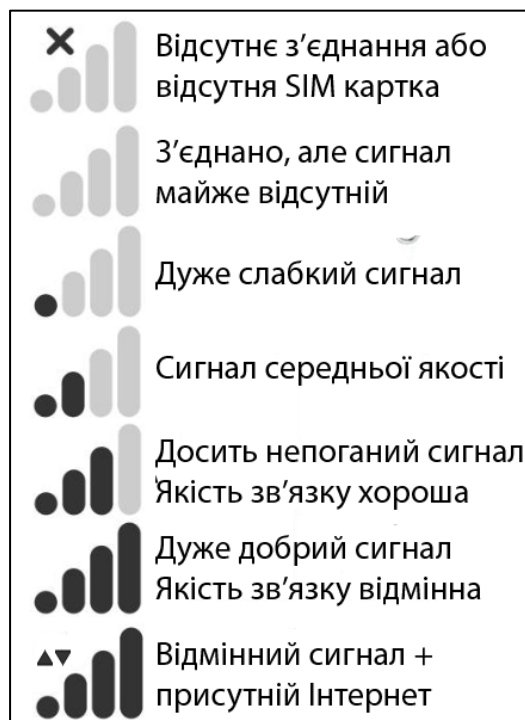 Відсутнє з’єднання або
відсутня SIM картка
З’єднано, але сигнал
майже відсутній
Дуже слабкий сигнал
Сигнал середньої якості
Досить непоганий сигнал
Якість зв’язку хороша
Дуже добрий сигнал
Якість зв’язку відмінна
Відмінний сигнал +
присутній Інтернет